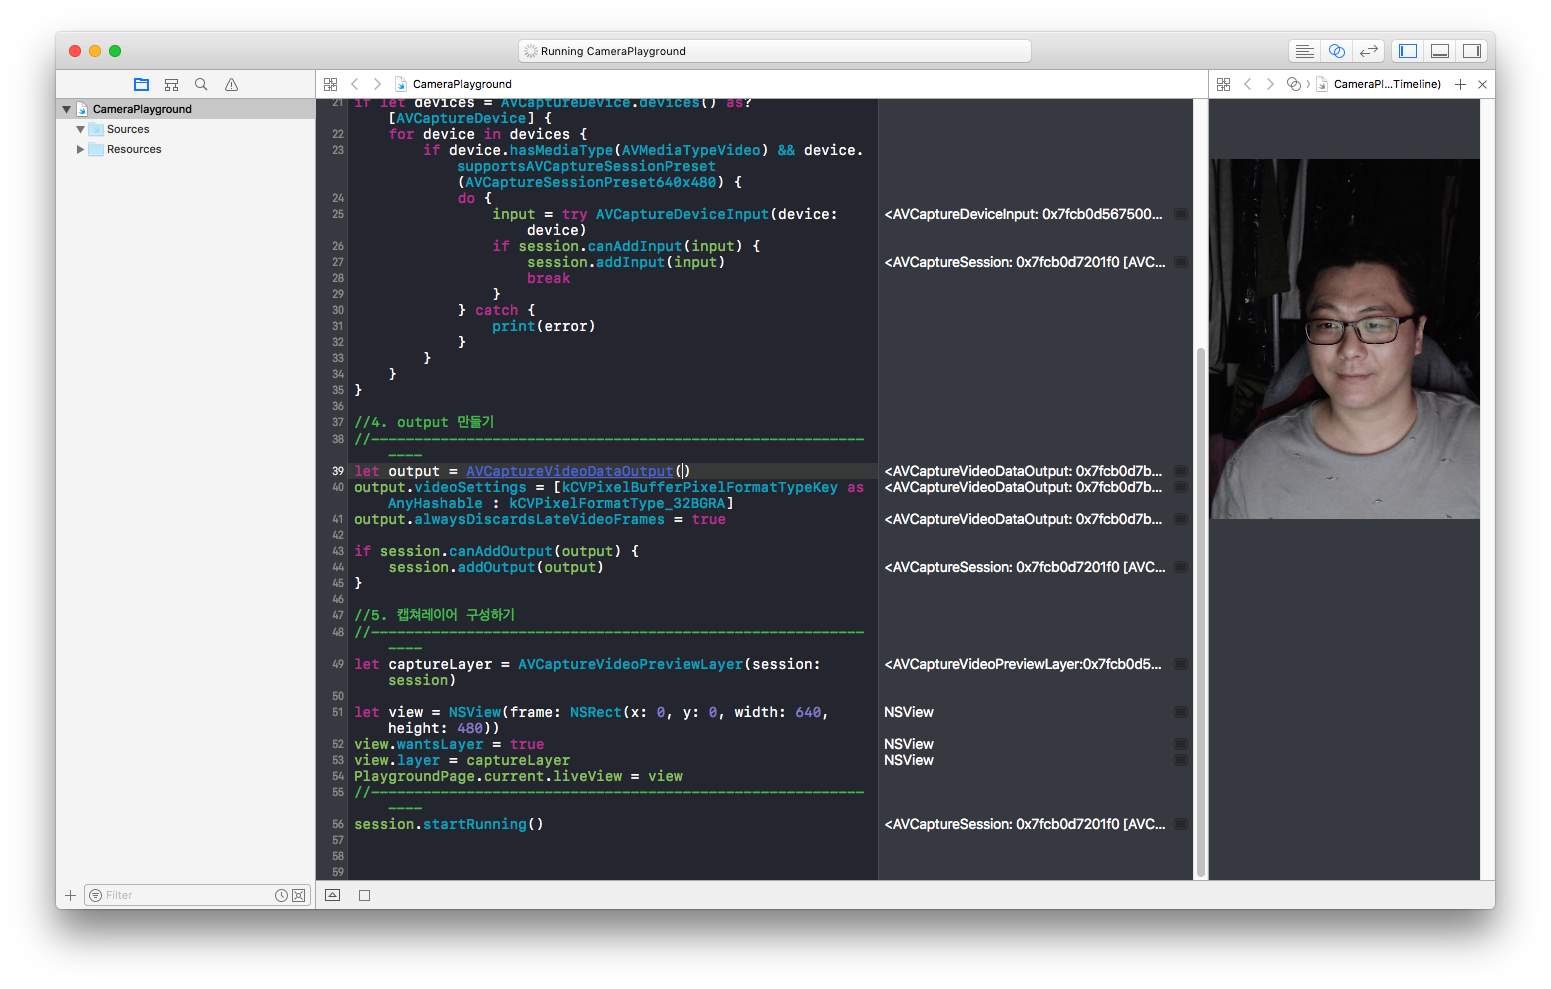 Running CameraPlayground
CameraPlayground
CameraPl...Timeline)
CameraPlayground
Sources
Resources
21 if let devices = AVCaptureDevice.devices() as?
[AVCaptureDevice] {
22 for device in devices {
23 if device.hasMediaType(AVMediaTypeVideo) && device.
supportsAVCaptureSessionPreset
(AVCaptureSessionPreset640x480) {
24 do {
25 input = try AVCaptureDeviceInput(device: <AVCaptureDeviceInput: 0x7fcb0d567500...
device)
26 if session.canAddInput(input) {
27 session.addInput(input) <AVCaptureSession: 0x7fcb0d7201f0 [AVC...
28 break
29 }
30 } catch {
31 print(error)
32 }
33 }
34 }
35 }
36
37 //4. output 만들기
38 //---------------------------------------------------------
----
39 let output = AVCaptureVideoDataOutput() <AVCaptureVideoDataOutput: 0x7fcb0d7b...
40 output.videoSettings = [kCVPixelBufferPixelFormatTypeKey as <AVCaptureVideoDataOutput: 0x7fcb0d7b...
AnyHashable : kCVPixelFormatType_32BGRA]
41 output.alwaysDiscardsLateVideoFrames = true <AVCaptureVideoDataOutput: 0x7fcb0d7b...
42
43 if session.canAddOutput(output) {
44 session.addOutput(output) <AVCaptureSession: 0x7fcb0d7201f0 [AVC...
45 }
46
47 //5.캡쳐레이어 구성하기
48 //---------------------------------------------------------
----
49 let captureLayer = AVCaptureVideoPreviewLayer(session: <AVCaptureVideoPreviewLayer:0x7fcb0d5...
session)
50
51 let view = NSView(frame: NSRect(x: 0, y: 0, width: 640, NSView
height: 480))
52 view.wantsLayer = true NSView
53 view.layer = captureLayer NSView
54 PlaygroundPage.current.liveView = view
55 //---------------------------------------------------------
----
56 session.startRunning() <AVCaptureSession: 0x7fcb0d7201f0 [AVC...
57
58
59
Filter